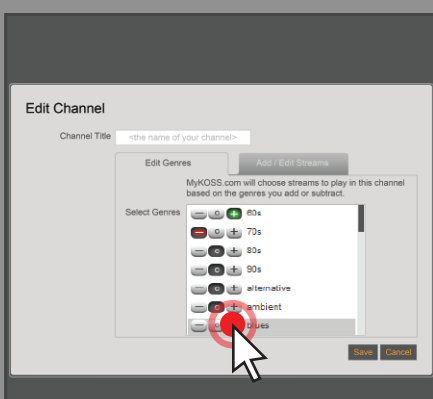 Edit Channel
Channel Title <the name of your channel>
Edit Genres Add / Edit Streams
MyKOSS.com will choose streams to play in this channel
based on the genres you add or subtract.
Select Genres
− o + 60s
− o + 70s
− o + 80s
− o + 90s
− o + alternative
− o + ambient
− o blues
Save Cancel